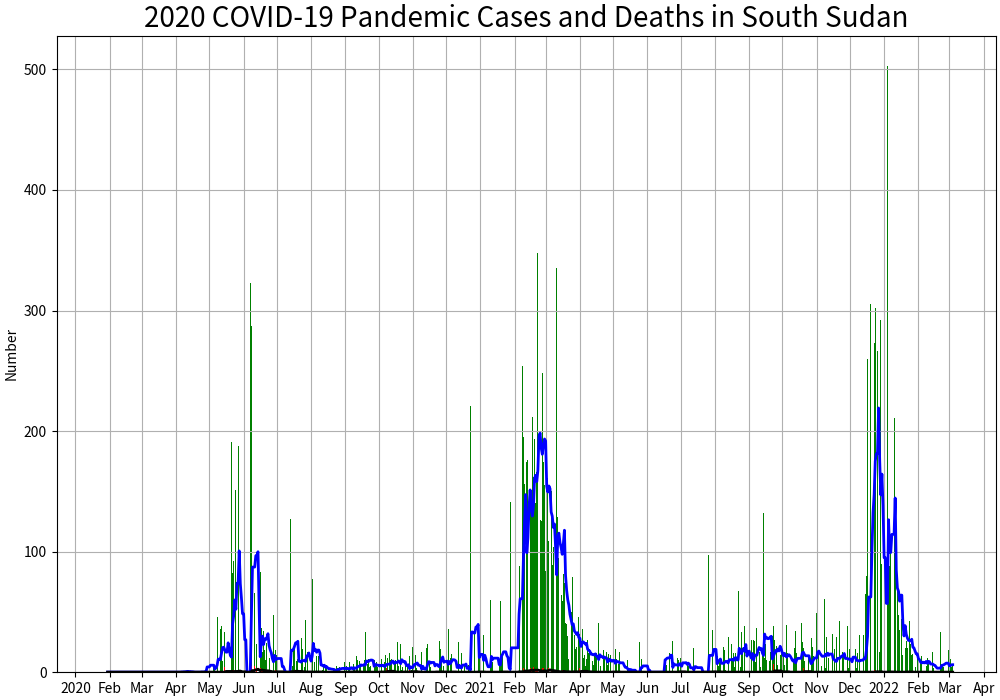 2020 COVID-19 Pandemic Cases and Deaths in South Sudan
Number
500
400
300
200
100
0
2020 Feb Mar Apr May Jun Jul Aug Sep Oct Nov Dec 2021 Feb Mar Apr May Jun Jul Aug Sep Oct Nov Dec 2022 Feb Mar Apr